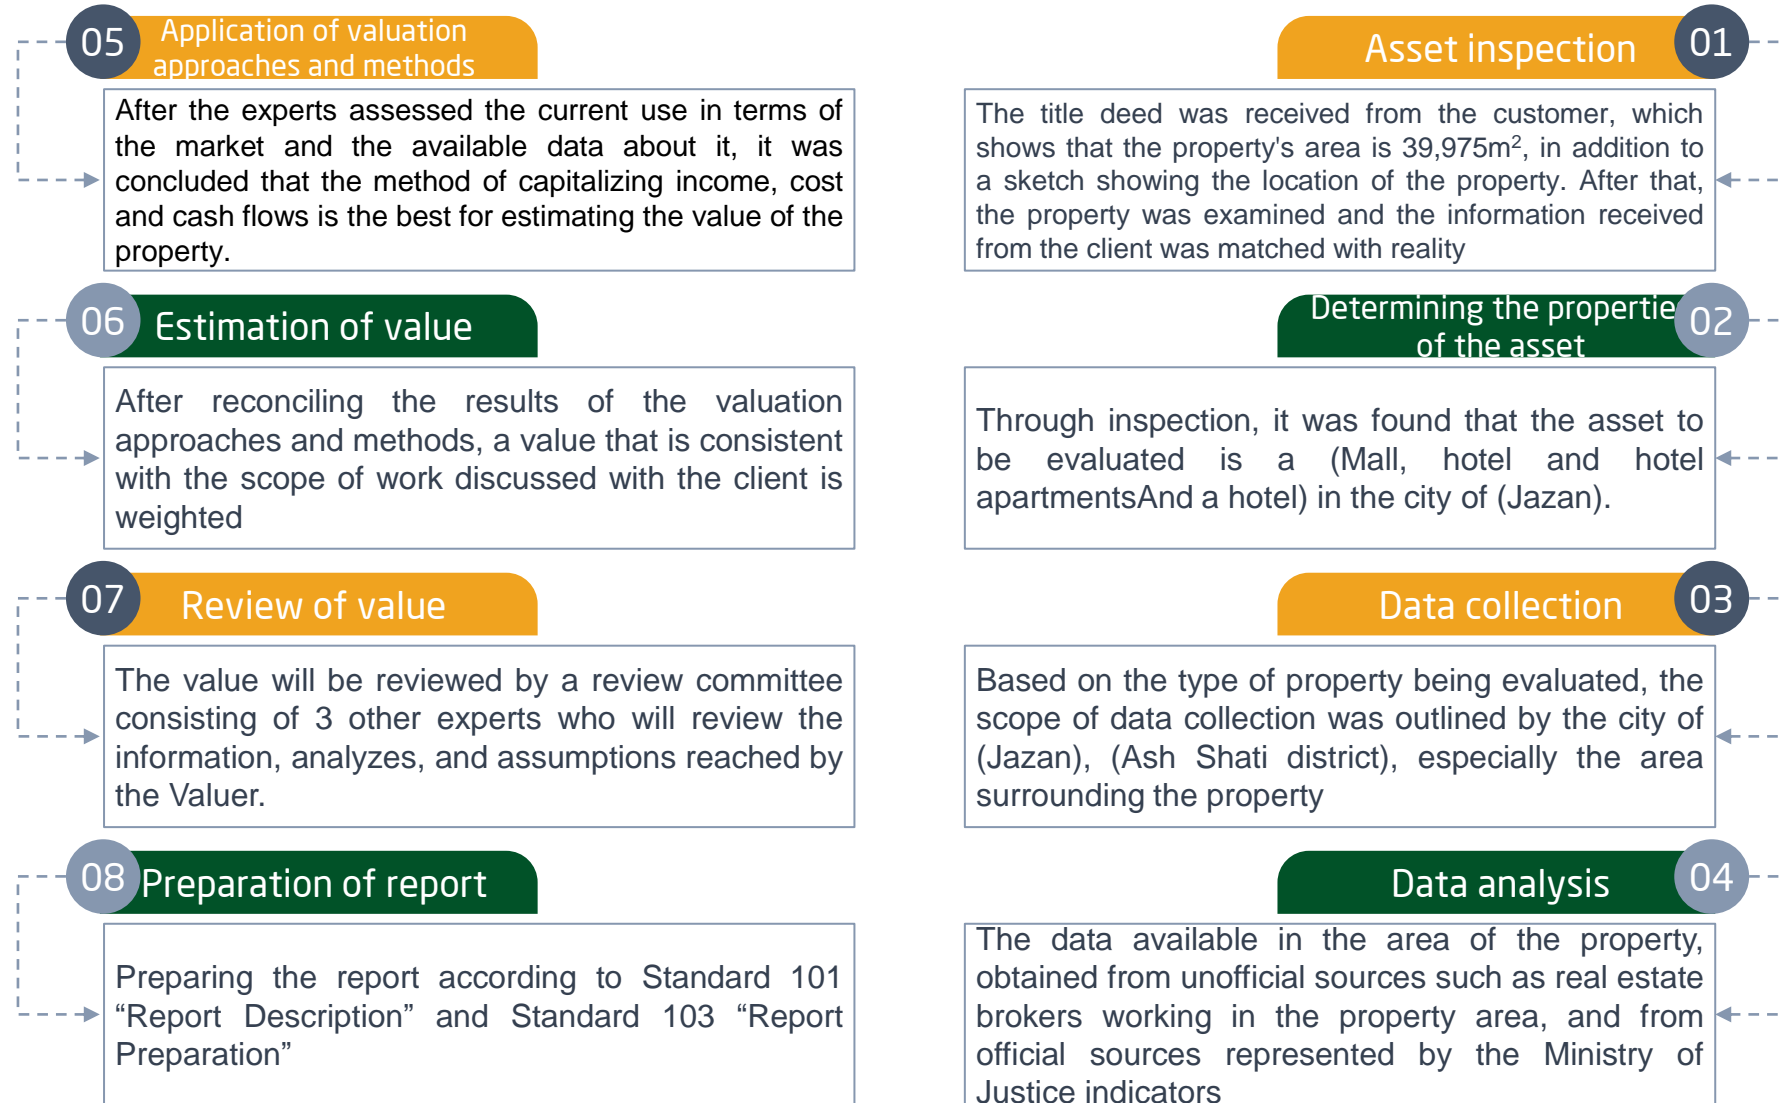 01
Asset inspection
The title deed was received from the customer, which
shows that the property's area is 39,975m², in addition to
a sketch showing the location of the property. After that,
the property was examined and the information received
from the client was matched with reality
02
Determining the propertie
of the asset
Through inspection, it was found that the asset to
be evaluated is a (Mall, hotel and hotel
apartmentsAnd a hotel) in the city of (Jazan).
03
Data collection
Based on the type of property being evaluated, the
scope of data collection was outlined by the city of
(Jazan), (Ash Shati district), especially the area
surrounding the property
04
Data analysis
The data available in the area of the property,
obtained from unofficial sources such as real estate
brokers working in the property area, and from
official sources represented by the Ministry of
Justice indicators
05
Application of valuation
approaches and methods
After the experts assessed the current use in terms of
the market and the available data about it, it was
concluded that the method of capitalizing income, cost
and cash flows is the best for estimating the value of the
property.
06
Estimation of value
After reconciling the results of the valuation
approaches and methods, a value that is consistent
with the scope of work discussed with the client is
weighted
07
Review of value
The value will be reviewed by a review committee
consisting of 3 other experts who will review the
information, analyzes, and assumptions reached by
the Valuer.
08
Preparation of report
Preparing the report according to Standard 101
“Report Description” and Standard 103 “Report
Preparation”